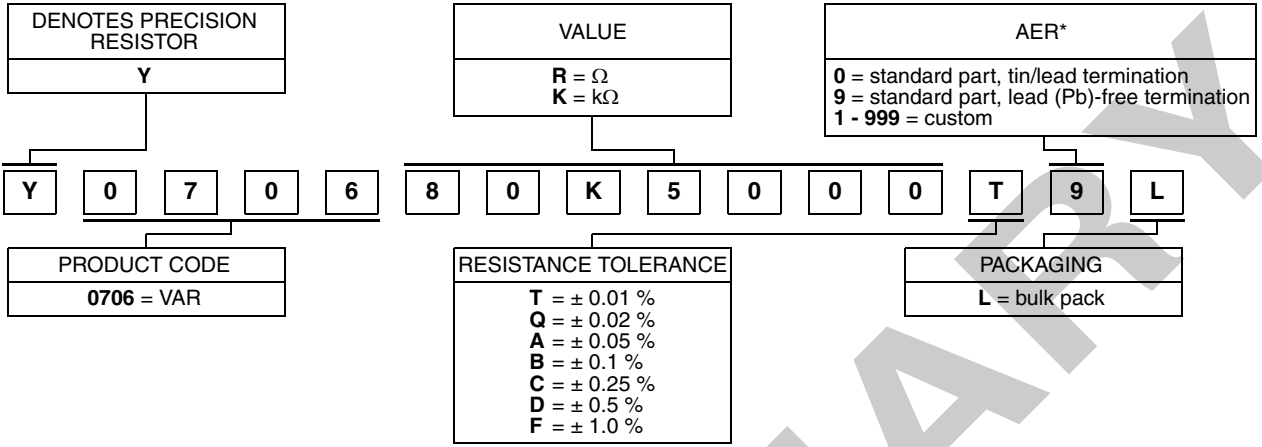 DENOTES PRECISION
RESISTOR
Y
VALUE
R = Ω
K = kΩ
AER*
0 = standard part, tin/lead termination
9 = standard part, lead (Pb)-free termination
1 - 999 = custom
Y 0 7 0 6 8 0 K 5 0 0 0 T 9 L
PRODUCT CODE
0706 = VAR
RESISTANCE TOLERANCE
T = ± 0.01 %
Q = ± 0.02 %
A = ± 0.05 %
B = ± 0.1 %
C = ± 0.25 %
D = ± 0.5 %
F = ± 1.0 %
PACKAGING
L = bulk pack
ARY